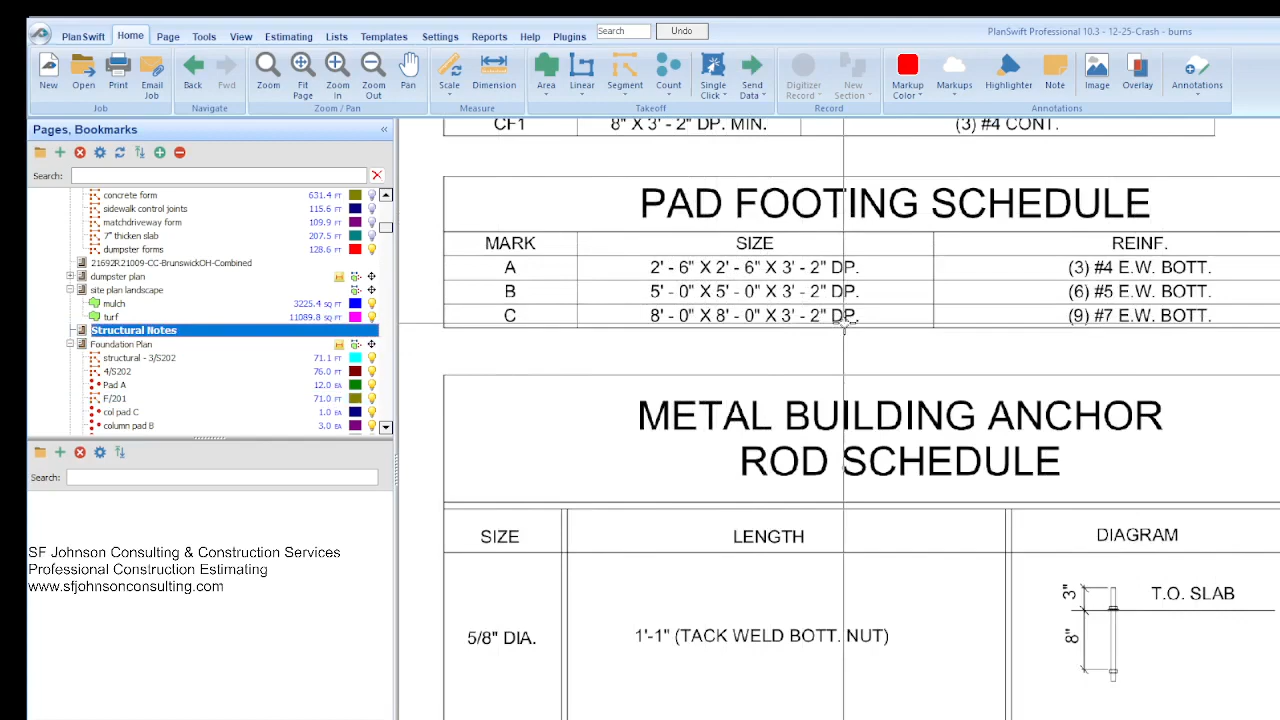 PlanSwift Home Page Tools View Estimating Lists Templates Settings Reports Help Plugins Search Undo PlanSwift Professional 10.3 - 12-25-Crash - burns
New Open Print Email Job Back Fwd Zoom Fit Page Zoom In Zoom Out Pan Scale Dimension Area Linear Segment Count Single Click Send Data Digitizer Record New Section Markup Color Markups Highlighter Note Image Overlay Annotations
Job Navigate Zoom / Pan Measure Takeoff Record Annotations
Pages, Bookmarks
Search:
concrete form 631.4 FT
sidewalk control joints 115.6 FT
matchdriveway form 109.9 FT
7" thicken slab 207.5 FT
dumpster forms 128.6 FT
21692R21009-CC-BrunswickOH-Combined
dumpster plan
site plan landscape
mulch 3225.4 SQ FT
turf 11089.8 SQ FT
Structural Notes
Foundation Plan
structural - 3/S202 71.1 FT
4/S202 76.0 FT
Pad A 12.0 EA
F/201 71.0 FT
col pad C 1.0 EA
column pad B 3.0 EA
Search:
SF Johnson Consulting & Construction Services
Professional Construction Estimating
www.sfjohnsonconsulting.com
CF1 8" X 3' - 2" DP. MIN. (3) #4 CONT.
PAD FOOTING SCHEDULE
MARK SIZE REINF.
A 2' - 6" X 2' - 6" X 3' - 2" DP. (3) #4 E.W. BOTT.
B 5' - 0" X 5' - 0" X 3' - 2" DP. (6) #5 E.W. BOTT.
C 8' - 0" X 8' - 0" X 3' - 2" DP. (9) #7 E.W. BOTT.
METAL BUILDING ANCHOR
ROD SCHEDULE
SIZE LENGTH DIAGRAM
3" T.O. SLAB
5/8" DIA. 1'-1" (TACK WELD BOTT. NUT) 8"